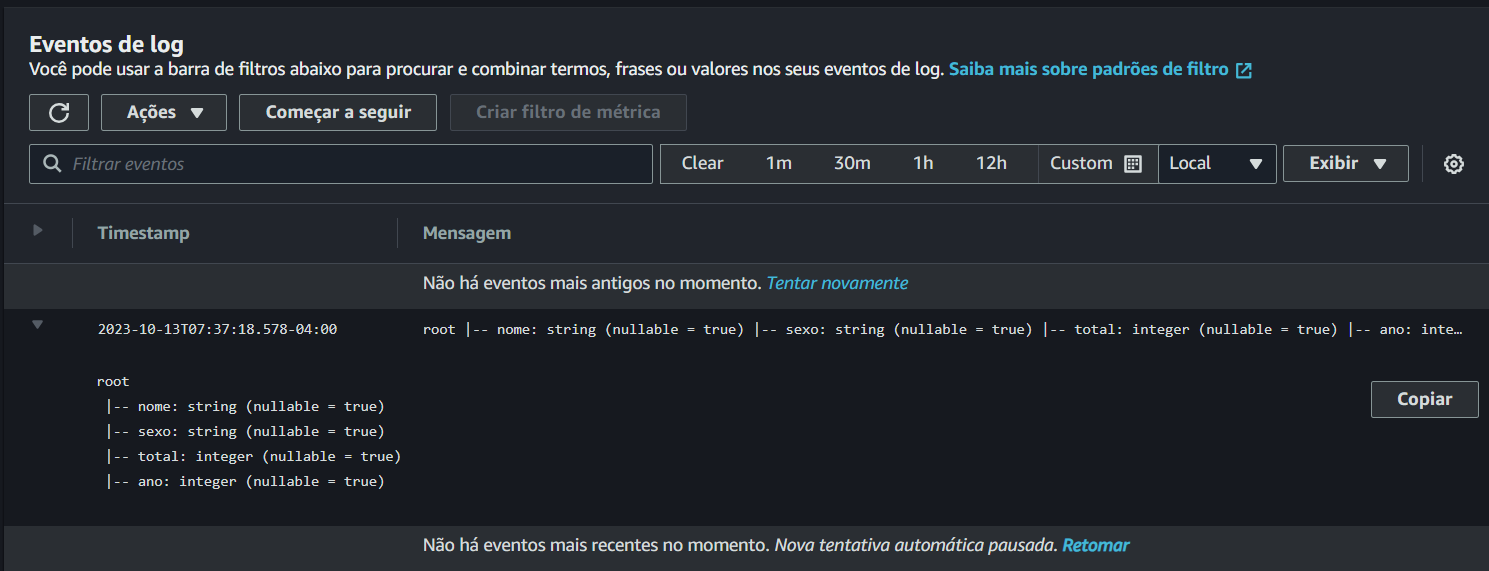 Eventos de log
Você pode usar a barra de filtros abaixo para procurar e combinar termos, frases ou valores nos seus eventos de log. Saiba mais sobre padrões de filtro
Ações Começar a seguir Criar filtro de métrica
Filtrar eventos Clear 1m 30m 1h 12h Custom Local Exibir
Timestamp Mensagem
Não há eventos mais antigos no momento. Tentar novamente
2023-10-13T07:37:18.578-04:00 root |-- nome: string (nullable = true) |-- sexo: string (nullable = true) |-- total: integer (nullable = true) |-- ano: inte…
root
|-- nome: string (nullable = true)
Copiar
|-- sexo: string (nullable = true)
|-- total: integer (nullable = true)
|-- ano: integer (nullable = true)
Não há eventos mais recentes no momento. Nova tentativa automática pausada. Retomar